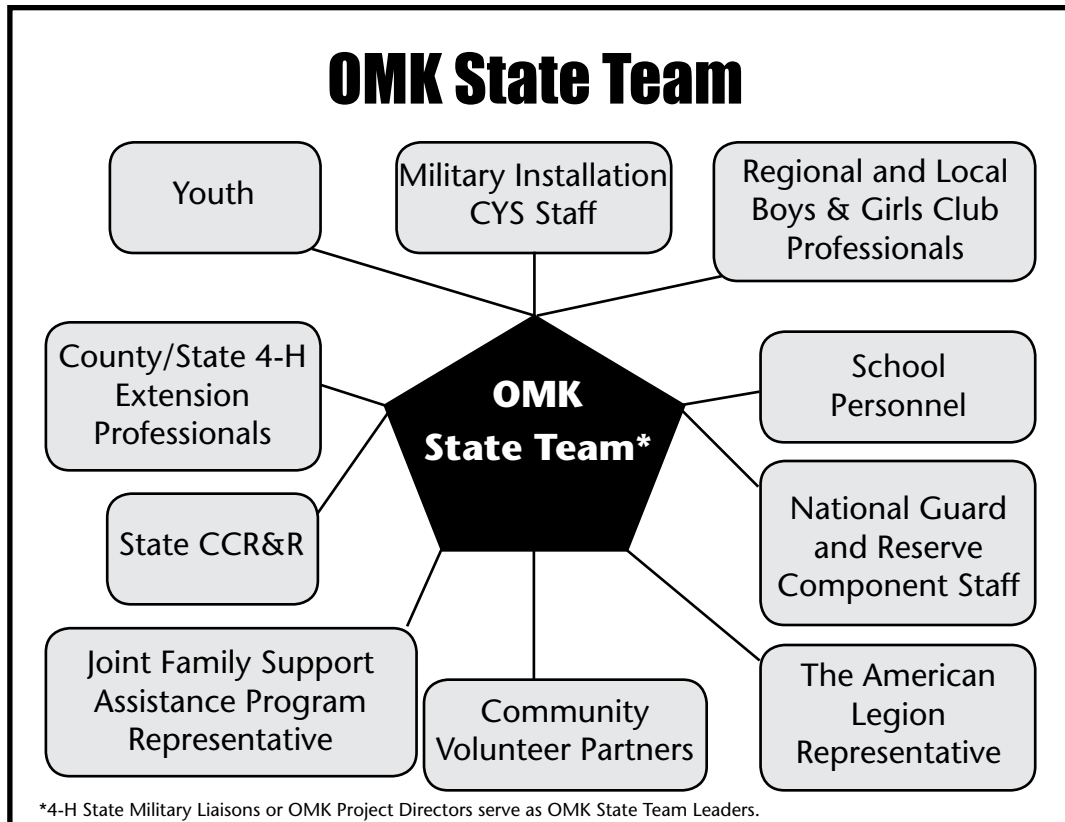 OMK State Team
Youth
Military Installation
CYS Staff
Regional and Local
Boys & Girls Club
Professionals
County/State 4-H
Extension
Professionals
OMK
State Team*
School
Personnel
State CCR&R
National Guard
and Reserve
Component Staff
Joint Family Support
Assistance Program
Representative
Community
Volunteer Partners
The American
Legion
Representative
*4-H State Military Liaisons or OMK Project Directors serve as OMK State Team Leaders.